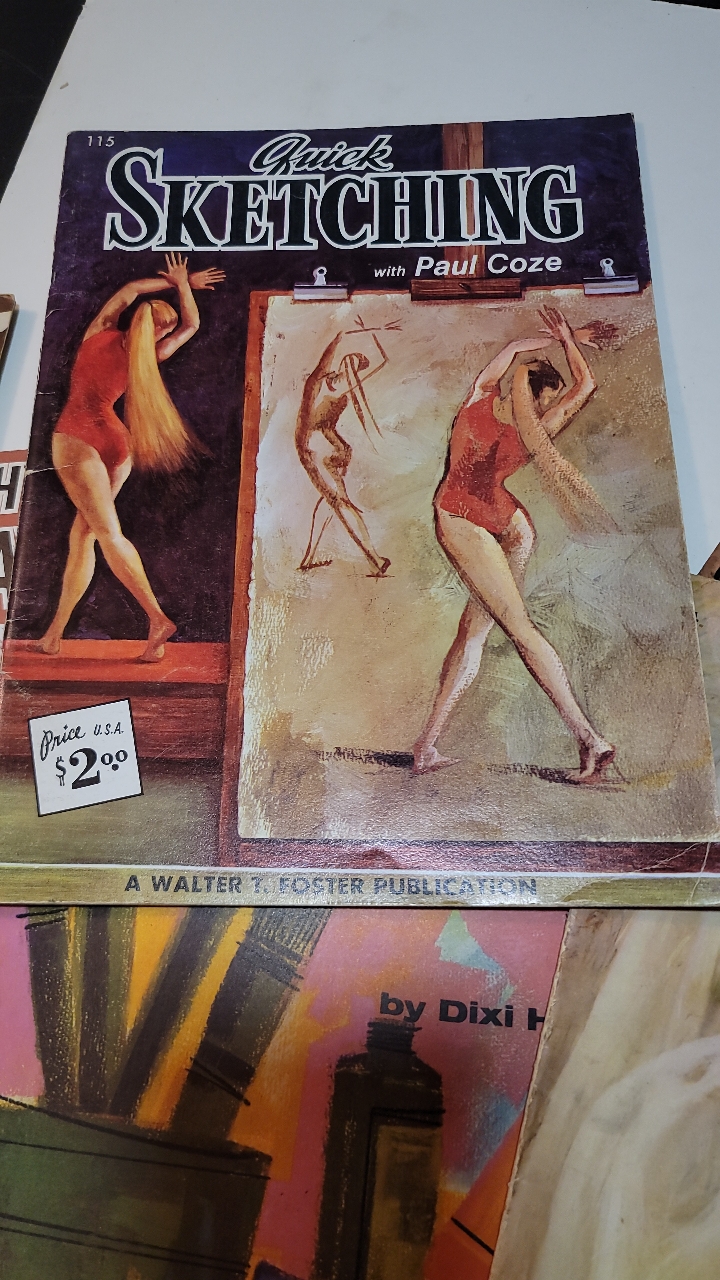 115
Quick
SKETCHING
with Paul Coze
Price U.S.A.
$2.00
A WALTER T. FOSTER PUBLICATION
by Dixi H